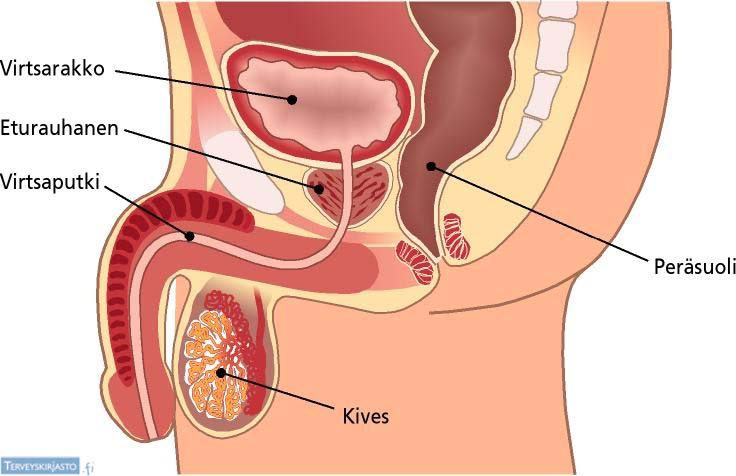 Virtsarakko
Eturauhanen
Virtsaputki
Peräsuoli
Kives
TERVEYSKIRJASTO.fi